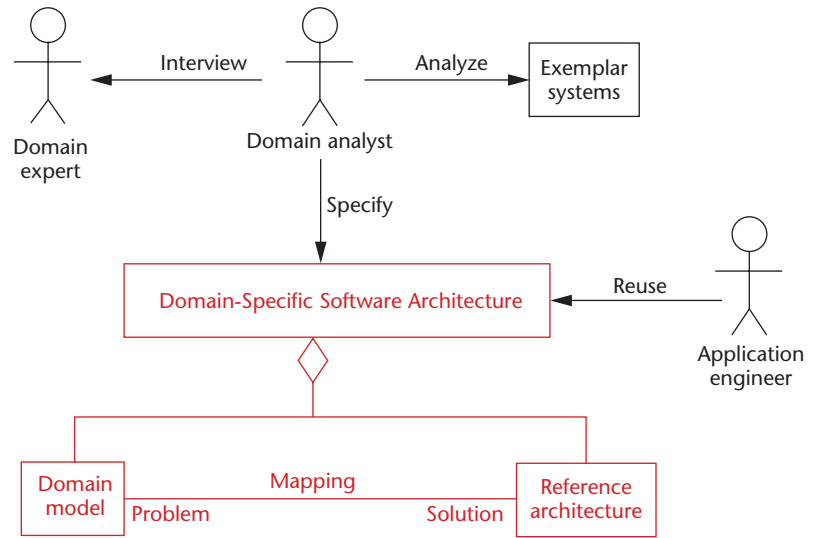 Interview
Analyze
Exemplar
systems
Domain
expert
Domain analyst
Specify
Domain-Specific Software Architecture
Reuse
Application
engineer
Domain
model
Mapping
Problem
Solution
Reference
architecture